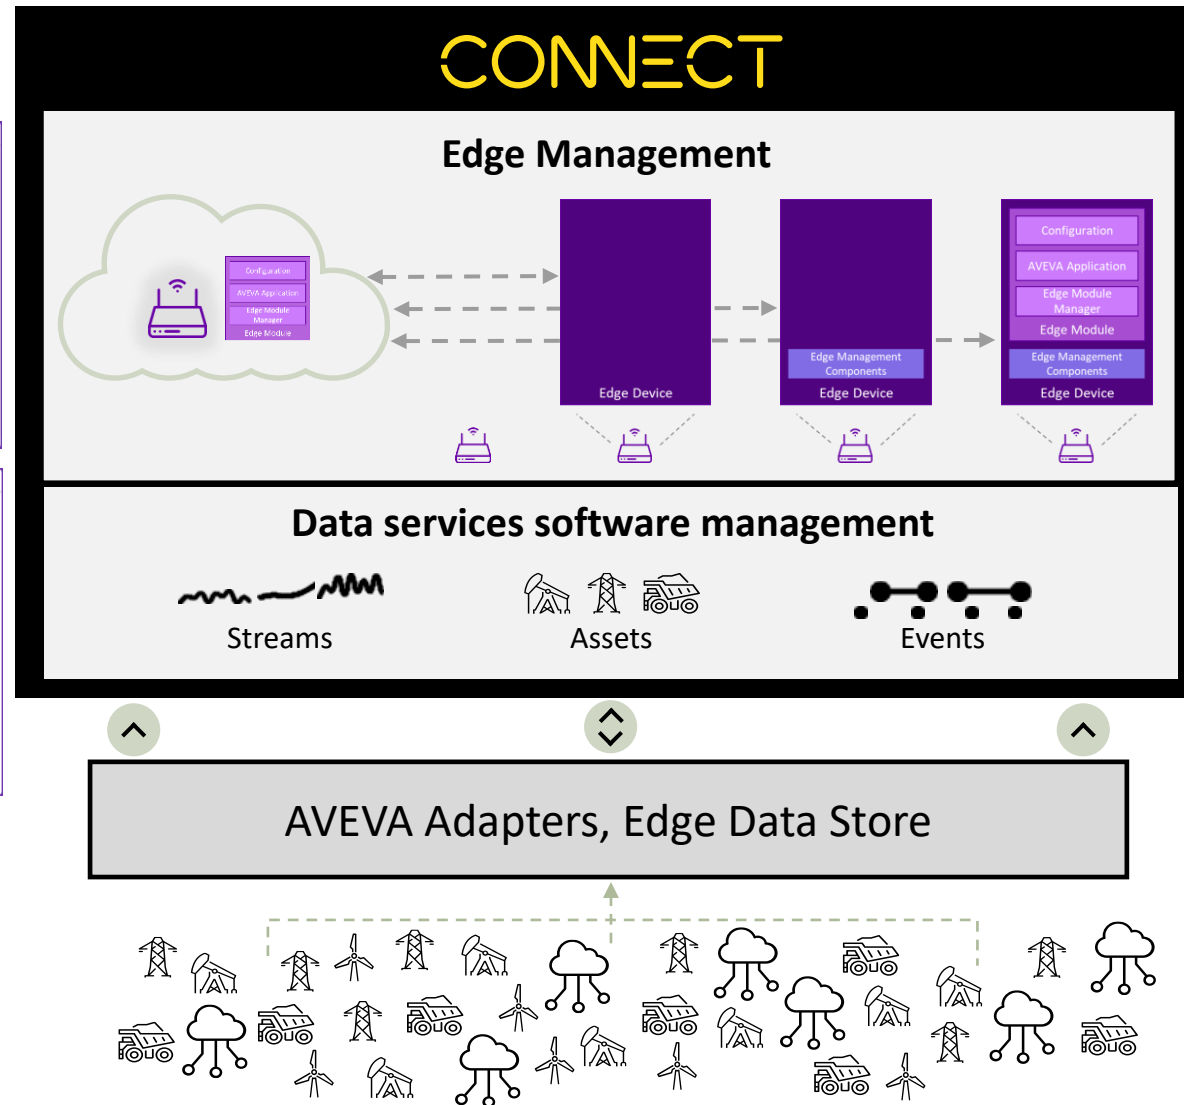 CONNECT
Edge Management
Configuration
AVEVA Application
Edge Module
Manager
Edge Module
Edge Device
Edge Management
Components
Edge Device
Configuration
AVEVA Application
Edge Module
Manager
Edge Module
Edge Management
Components
Edge Device
Data services software management
Streams
Assets
Events
AVEVA Adapters, Edge Data Store